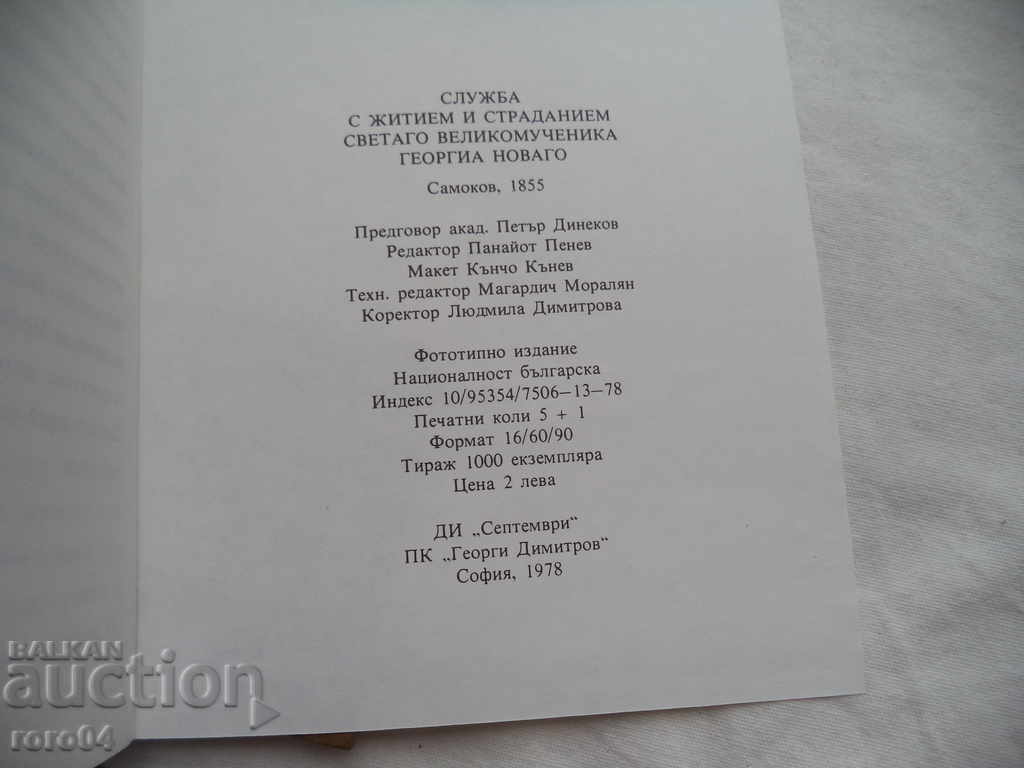 СЛУЖБА
С ЖИТИЕМ И СТРАДАНИЕМ
СВЕТАГО ВЕЛИКОМУЧЕНИКА
ГЕОРГИА НОВАГО
Самоков, 1855
Предговор акад. Петър Динеков
Редактор Панайот Пенев
Макет Кънчо Кънев
Техн. редактор Магардич Моралян
Коректор Людмила Димитрова
Фототипно издание
Националност българска
Индекс 10/95354/7506—13—78
Печатни коли 5 + 1
Формат 16/60/90
Тираж 1000 екземпляра
Цена 2 лева
ДИ „Септември“
ПК „Георги Димитров“
София, 1978
BALKAN
auction
roro04